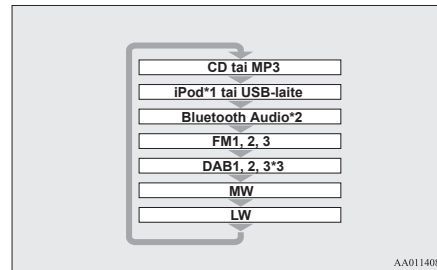 CD tai MP3
iPod*1 tai USB-laite
Bluetooth Audio*2
FM1, 2, 3
DAB1, 2, 3*3
MW
LW
AA011408